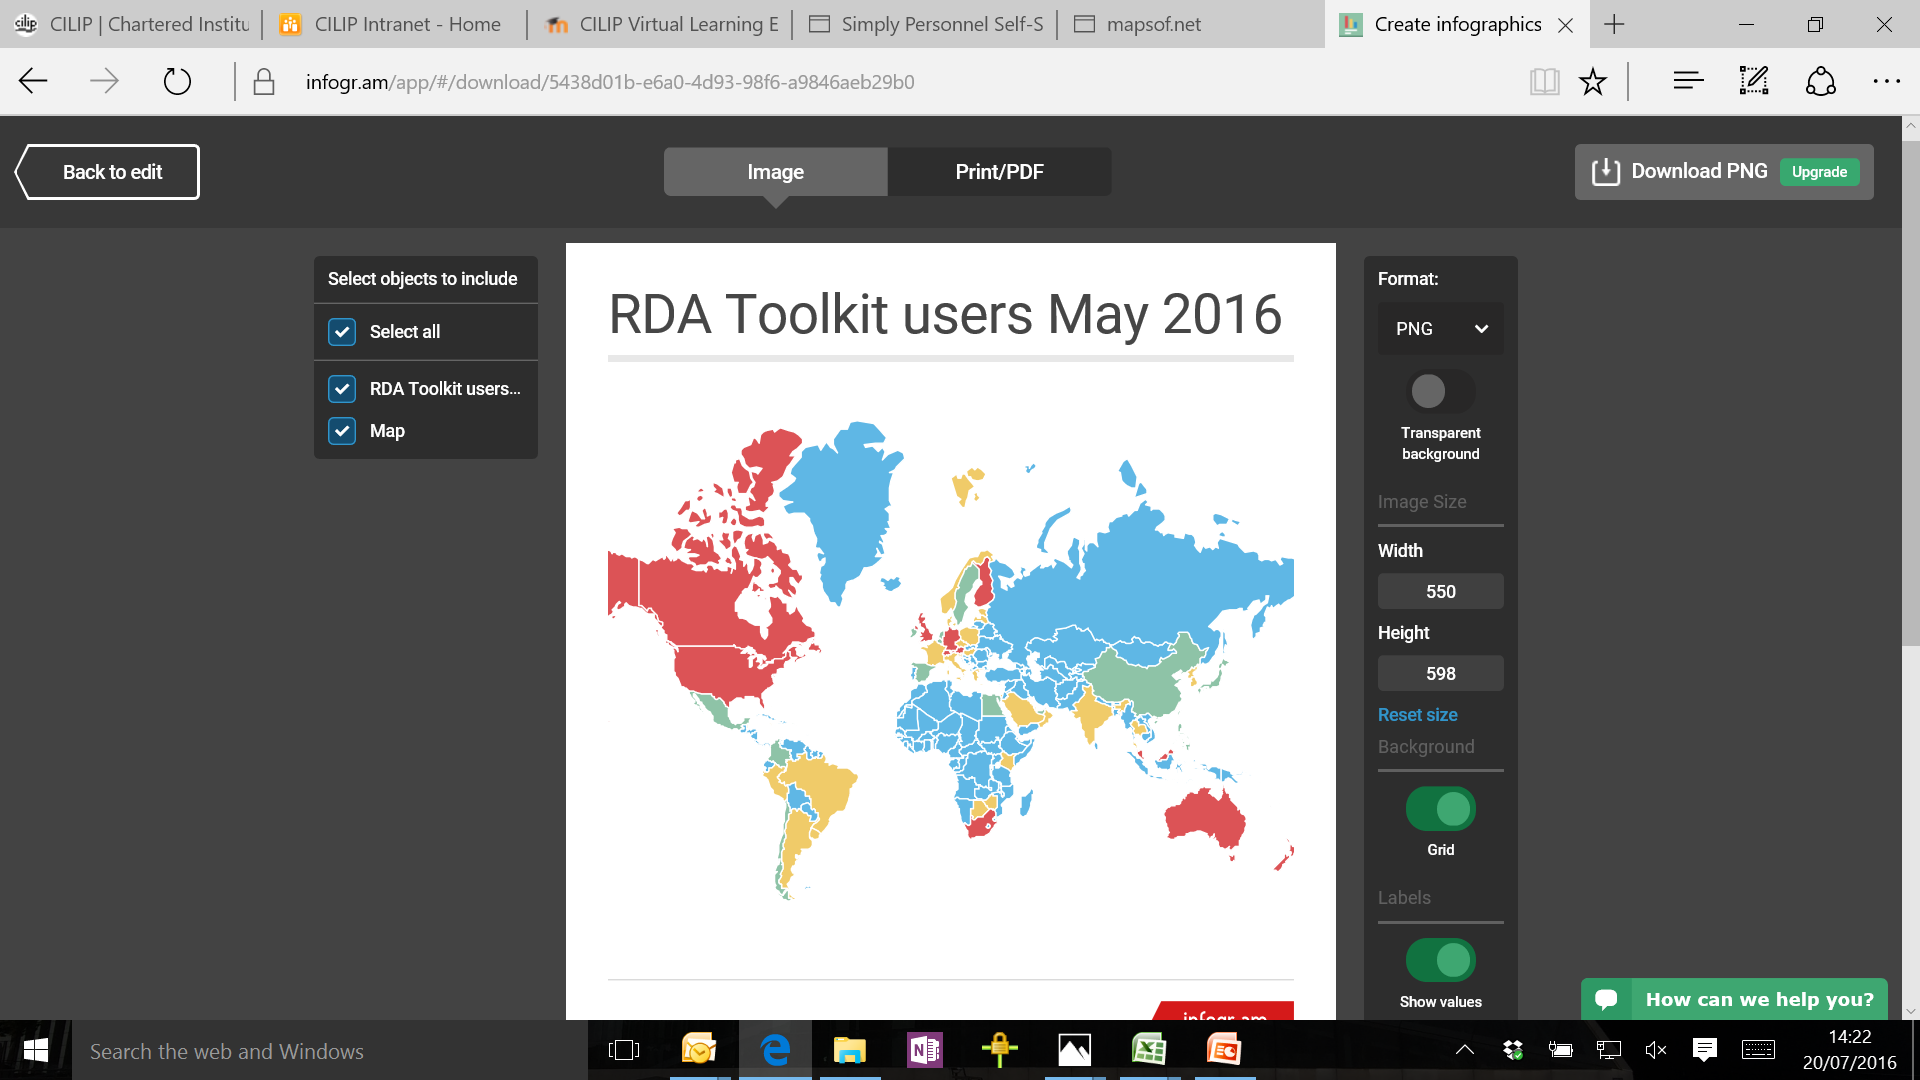 cilip
CILIP | Chartered Institu
CILIP Intranet - Home
CILIP Virtual Learning E
Simply Personnel Self-S
mapsof.net
Create infographics
infogr.am/app/#/download/5438d01b-e6a0-4d93-98f6-a9846aeb29b0
Back to edit
Image
Print/PDF
Download PNG
Upgrade
Select objects to include
Select all
RDA Toolkit users...
Map
RDA Toolkit users May 2016
Format:
PNG
Transparent
background
Image Size
Width
550
Height
598
Reset size
Background
Grid
Labels
Show values
infogr.am
How can we help you?
Search the web and Windows
14:22
20/07/2016